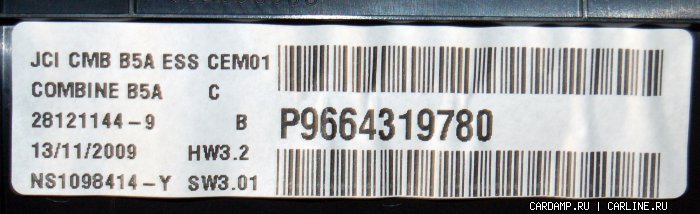 JCI CMB B5A ESS CEM01
COMBINE B5A C
28121144-9 B
13/11/2009 HW3.2
NS1098414-Y SW3.01
P9664319780
CARDAMP.RU | CARLINE.RU